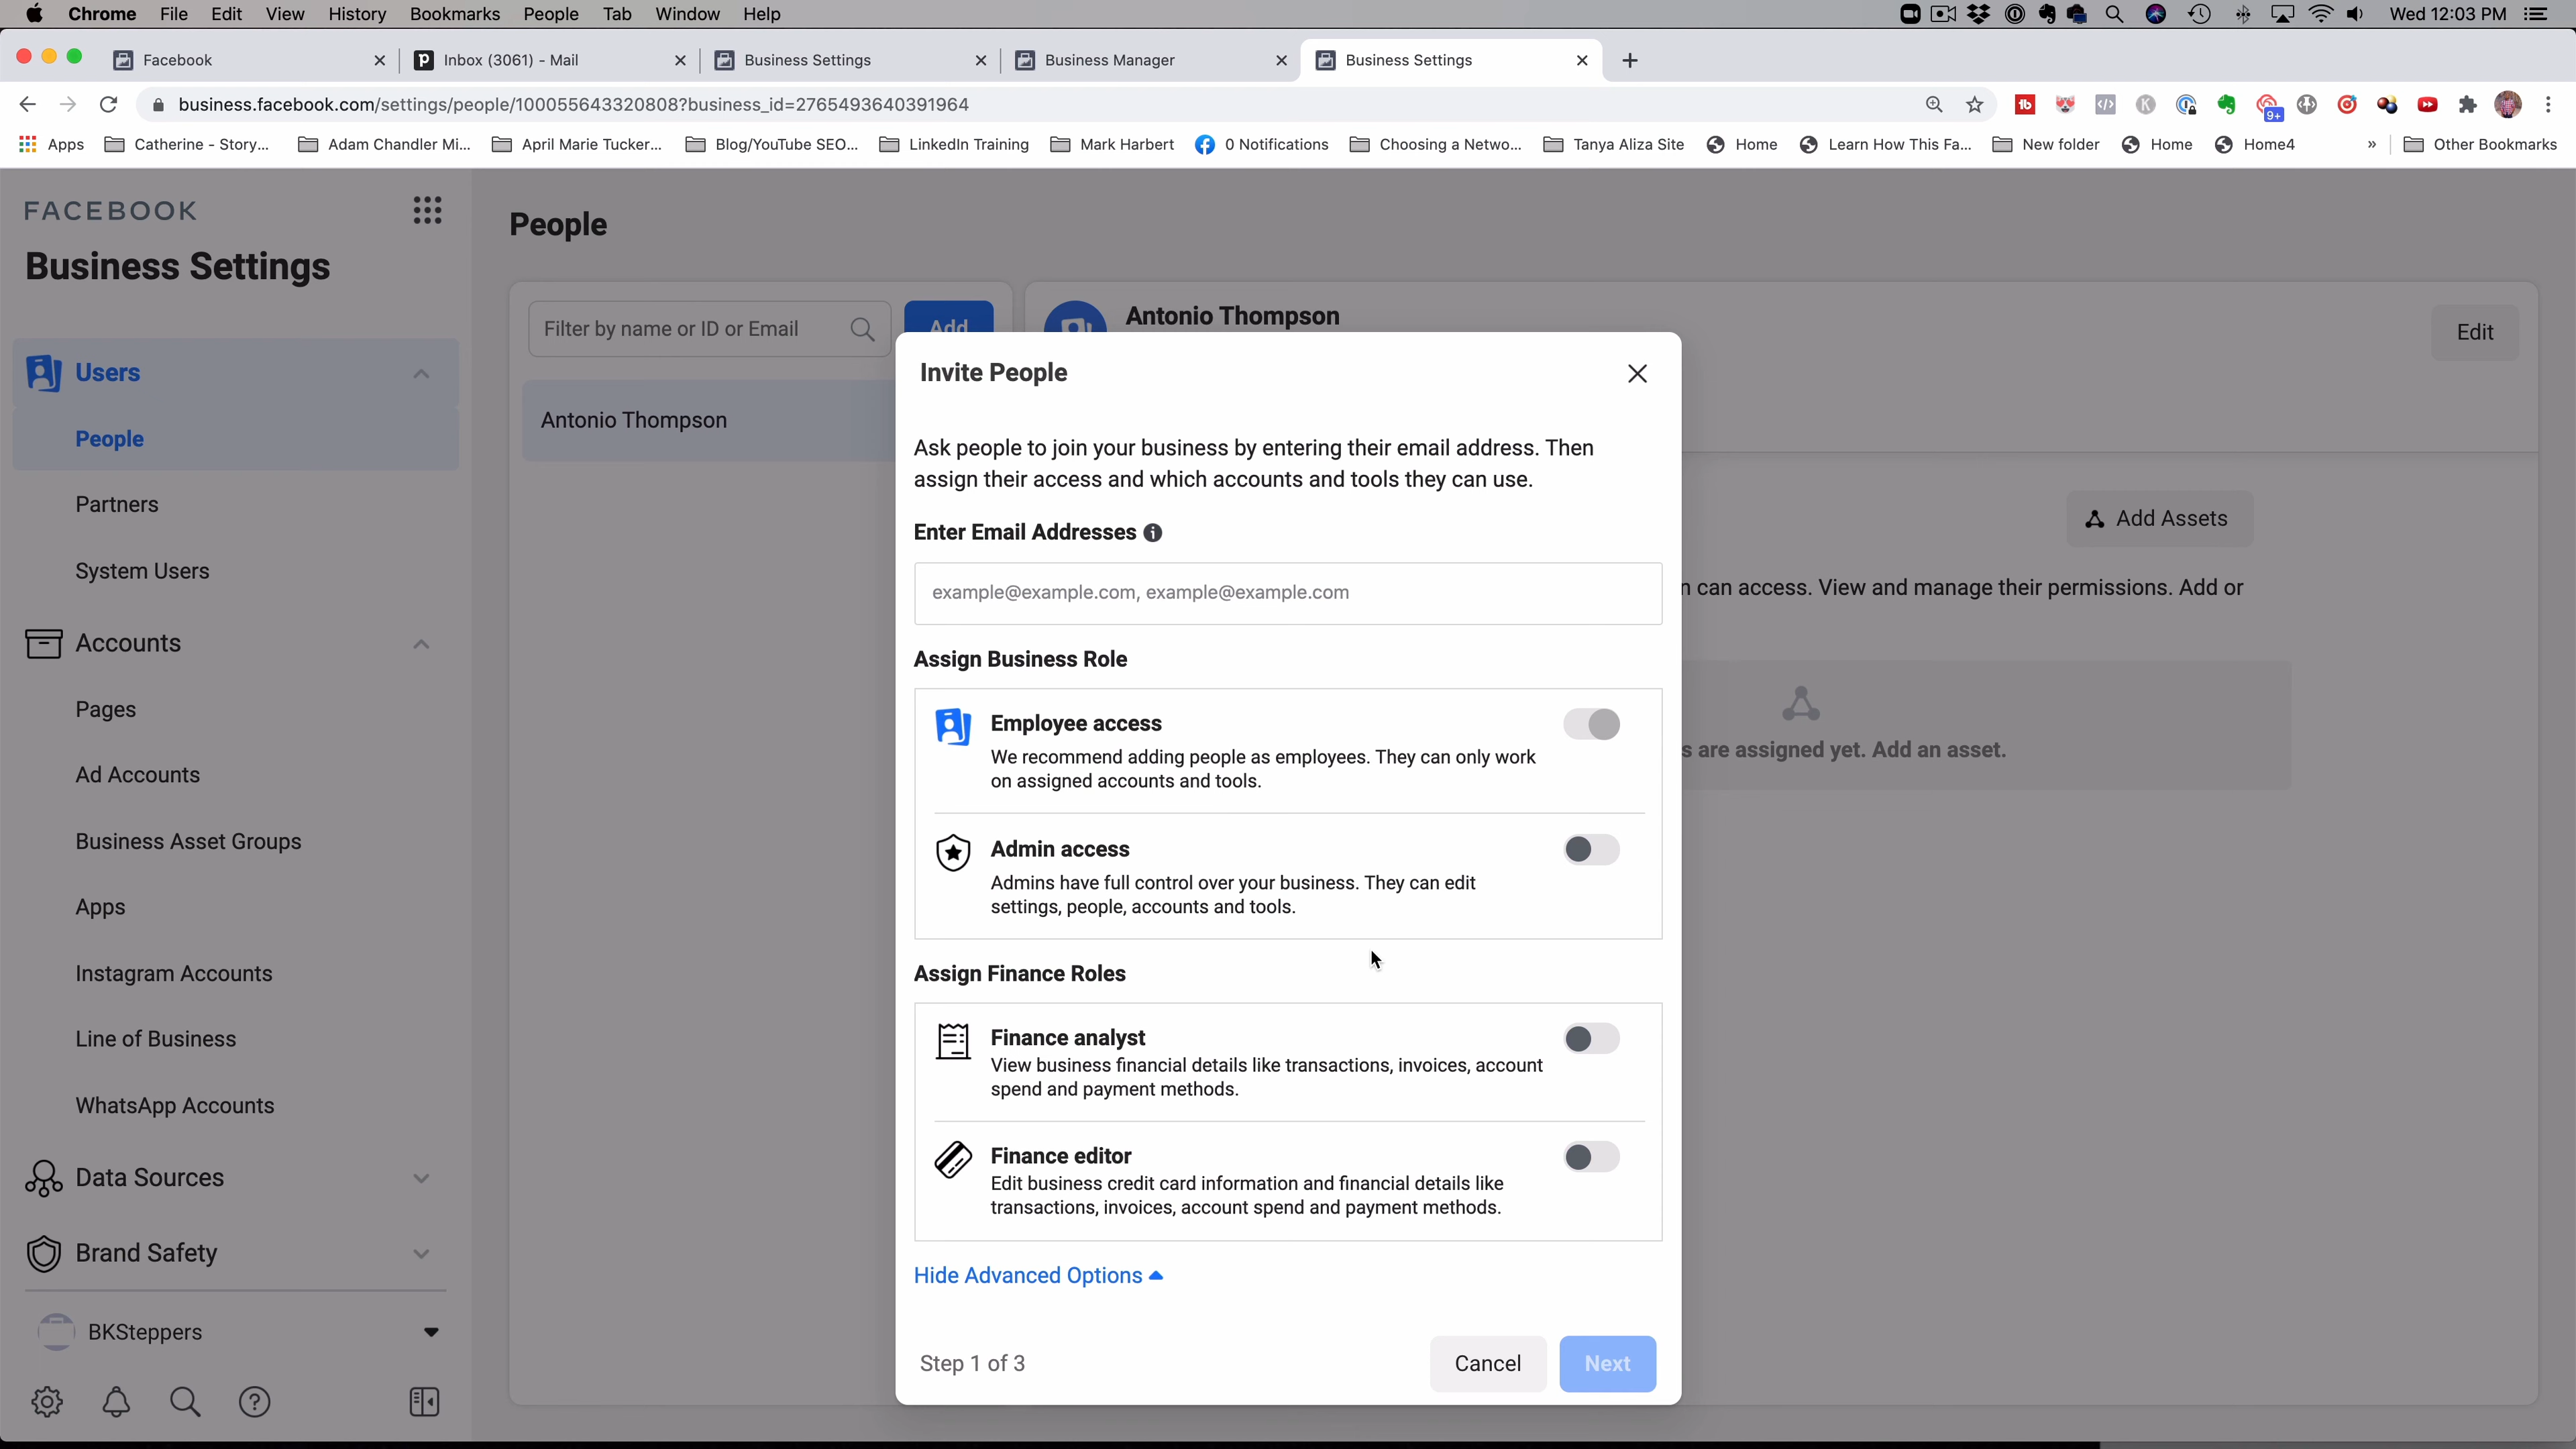 Chrome File Edit View History Bookmarks People Tab Window Help Wed 12:03 PM
Facebook Inbox (3061) - Mail Business Settings Business Manager Business Settings
business.facebook.com/settings/people/100055643320808?business_id=2765493640391964
9+
Apps Catherine - Story... Adam Chandler Mi... April Marie Tucker... Blog/YouTube SEO... LinkedIn Training Mark Harbert 0 Notifications Choosing a Netwo... Tanya Aliza Site Home Learn How This Fa... New folder Home Home4 » Other Bookmarks
FACEBOOK
Business Settings
Users
People
Partners
System Users
Accounts
Pages
Ad Accounts
Business Asset Groups
Apps
Instagram Accounts
Line of Business
WhatsApp Accounts
Data Sources
Brand Safety
BKSteppers
People
Filter by name or ID or Email
Add
Antonio Thompson
Antonio Thompson
Edit
Add Assets
n can access. View and manage their permissions. Add or
s are assigned yet. Add an asset.
Invite People
Ask people to join your business by entering their email address. Then
assign their access and which accounts and tools they can use.
Enter Email Addresses
example@example.com, example@example.com
Assign Business Role
Employee access
We recommend adding people as employees. They can only work
on assigned accounts and tools.
Admin access
Admins have full control over your business. They can edit
settings, people, accounts and tools.
Assign Finance Roles
Finance analyst
View business financial details like transactions, invoices, account
spend and payment methods.
Finance editor
Edit business credit card information and financial details like
transactions, invoices, account spend and payment methods.
Hide Advanced Options
Step 1 of 3
Cancel
Next